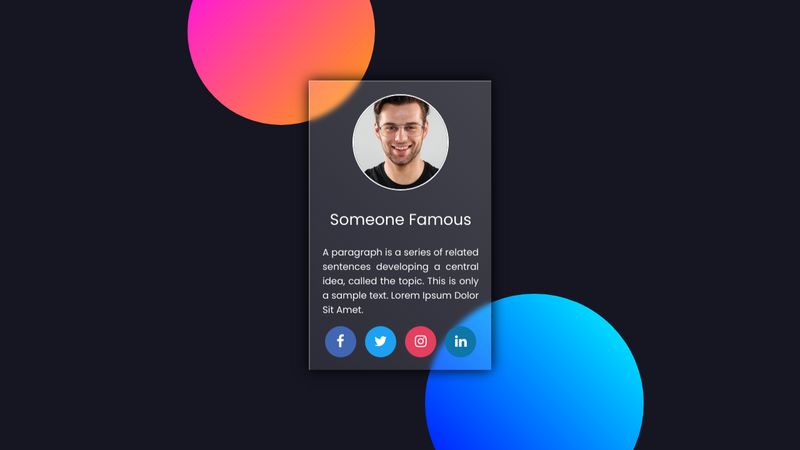 Someone Famous
A paragraph is a series of related
sentences developing a central
idea, called the topic. This is only
a sample text. Lorem Ipsum Dolor
Sit Amet.